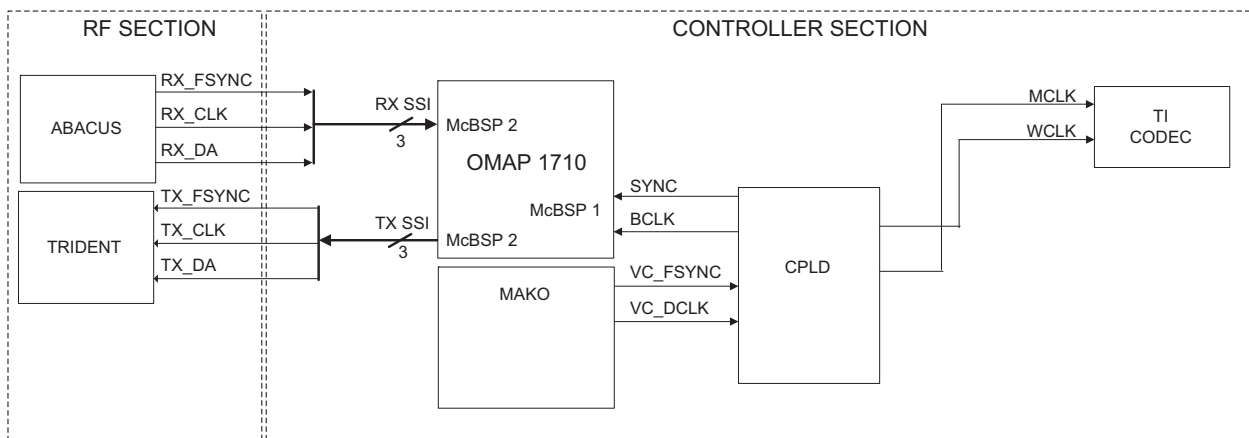 RF SECTION
CONTROLLER SECTION
ABACUS
RX_FSYNC
RX_CLK
RX_DA
TRIDENT
TX_FSYNC
TX_CLK
TX_DA
RX SSI
3
TX SSI
3
McBSP 2
OMAP 1710
McBSP 1
McBSP 2
SYNC
BCLK
MAKO
VC_FSYNC
VC_DCLK
CPLD
MCLK
WCLK
TI
CODEC